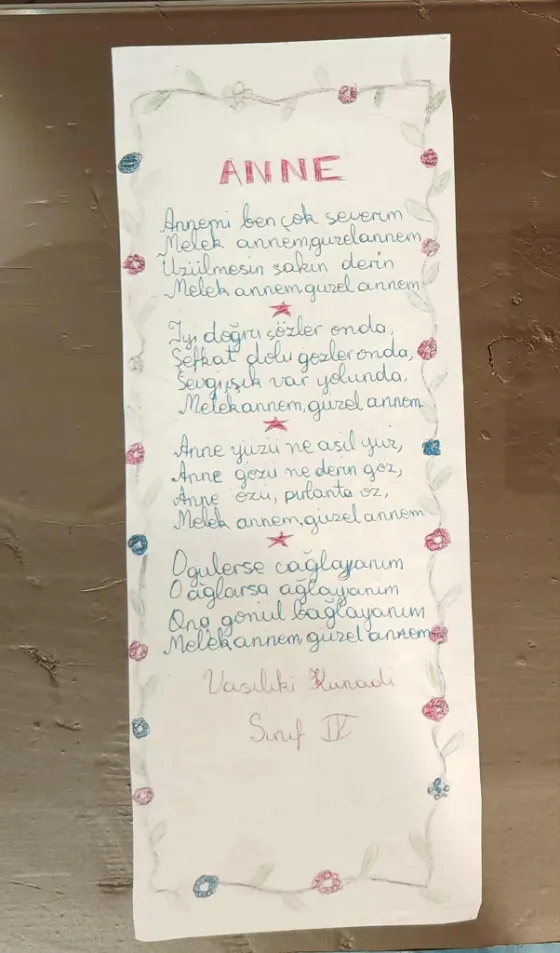 ANNE
Annemi ben çok severim
Melek annem,güzel annem
Üzülmesin sakın derin
Melek annem güzel annem
İyi doğru sözler onda,
Şefkat dolu gözler onda,
Sevgi,ışık var yolunda.
Melek annem, güzel annem
Anne yüzü ne asil yüz,
Anne gözü ne derin göz,
Anne özü, pırlanta öz,
Melek annem,güzel annem
O gülerse çağlayanım
O ağlarsa ağlayanım
Ona gönül bağlayanım
Melek annem, güzel annem
Vasiliki Kunadi
Sınıf IV